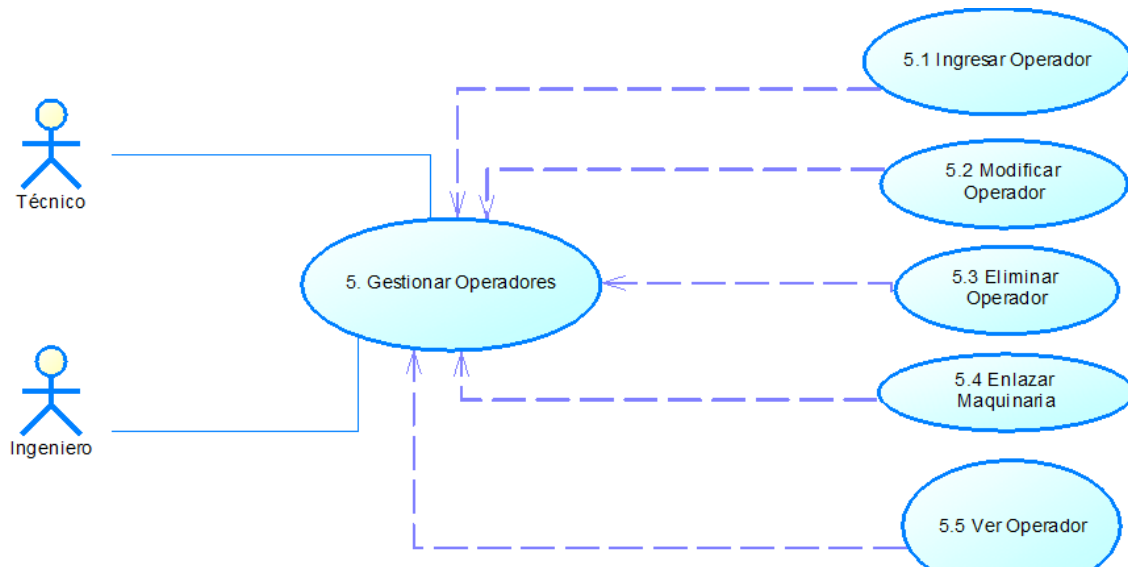 5.1 Ingresar Operador
Técnico
5.2 Modificar
Operador
5. Gestionar Operadores
5.3 Eliminar
Operador
Ingeniero
5.4 Enlazar
Maquinaria
5.5 Ver Operador